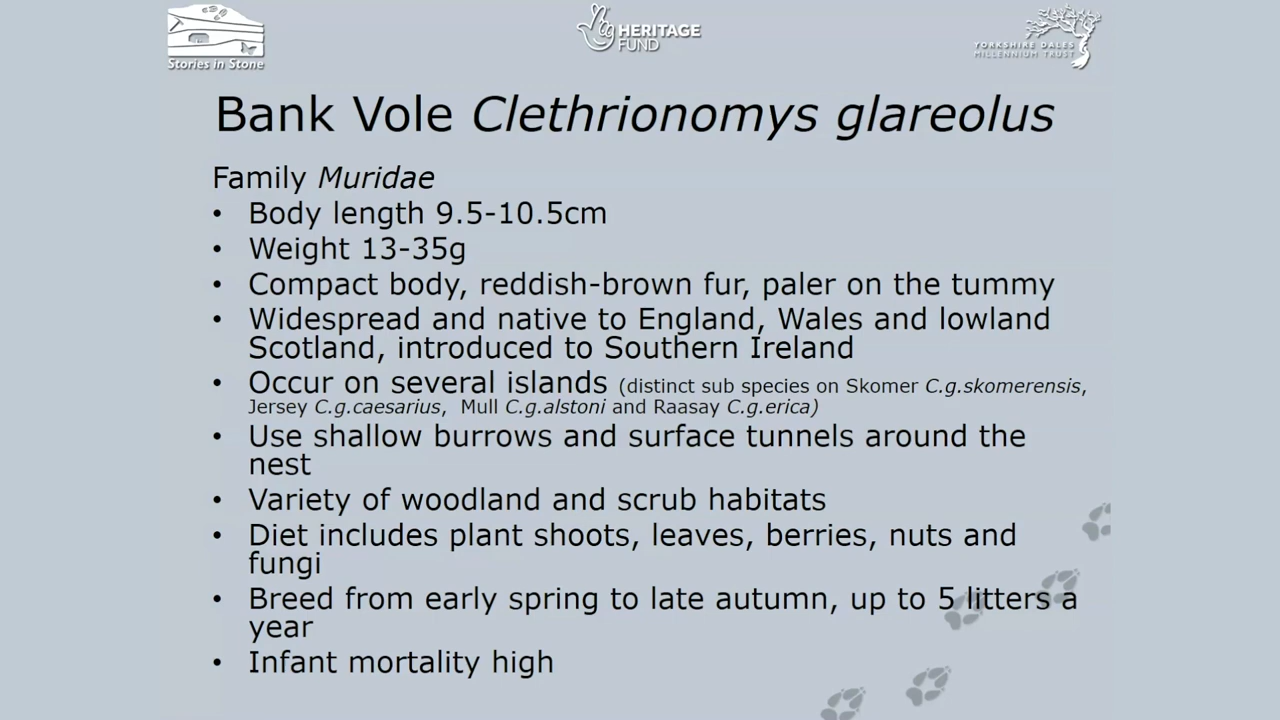 Stories in Stone
HERITAGE
FUND
YORKSHIRE DALES
MILLENNIUM TRUST
Bank Vole Clethrionomys glareolus
Family Muridae
• Body length 9.5-10.5cm
• Weight 13-35g
• Compact body, reddish-brown fur, paler on the tummy
• Widespread and native to England, Wales and lowland
Scotland, introduced to Southern Ireland
• Occur on several islands (distinct sub species on Skomer C.g.skomerensis,
Jersey C.g.caesarius, Mull C.g.alstoni and Raasay C.g.erica)
• Use shallow burrows and surface tunnels around the
nest
• Variety of woodland and scrub habitats
• Diet includes plant shoots, leaves, berries, nuts and
fungi
• Breed from early spring to late autumn, up to 5 litters a
year
• Infant mortality high